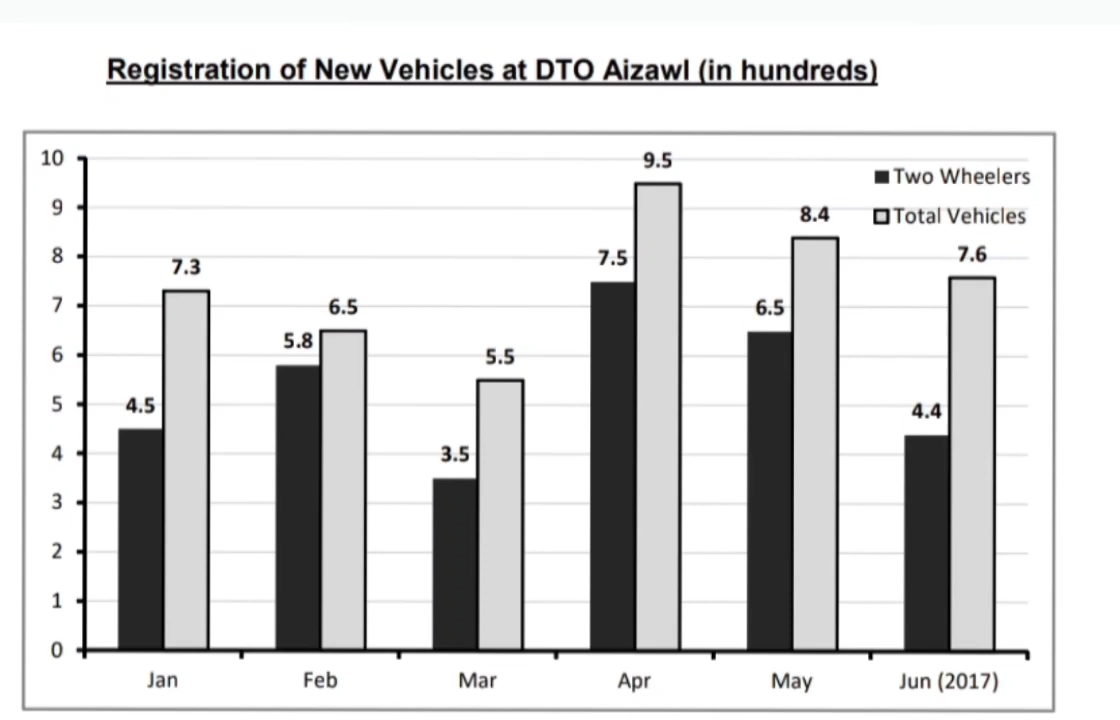 Registration of New Vehicles at DTO Aizawl (in hundreds)
10
9
8
7
6
5
4
3
2
1
0
Two Wheelers
Total Vehicles
4.5
7.3
5.8
6.5
3.5
5.5
7.5
9.5
6.5
8.4
4.4
7.6
Jan
Feb
Mar
Apr
May
Jun (2017)